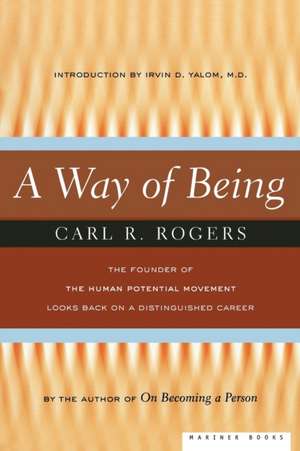 INTRODUCTION BY IRVIN D. YALOM, M.D.
A Way of Being
CARL R. ROGERS
THE FOUNDER OF
THE HUMAN POTENTIAL MOVEMENT
LOOKS BACK ON A DISTINGUISHED CAREER
BY THE AUTHOR OF On Becoming a Person
MARINER BOOKS